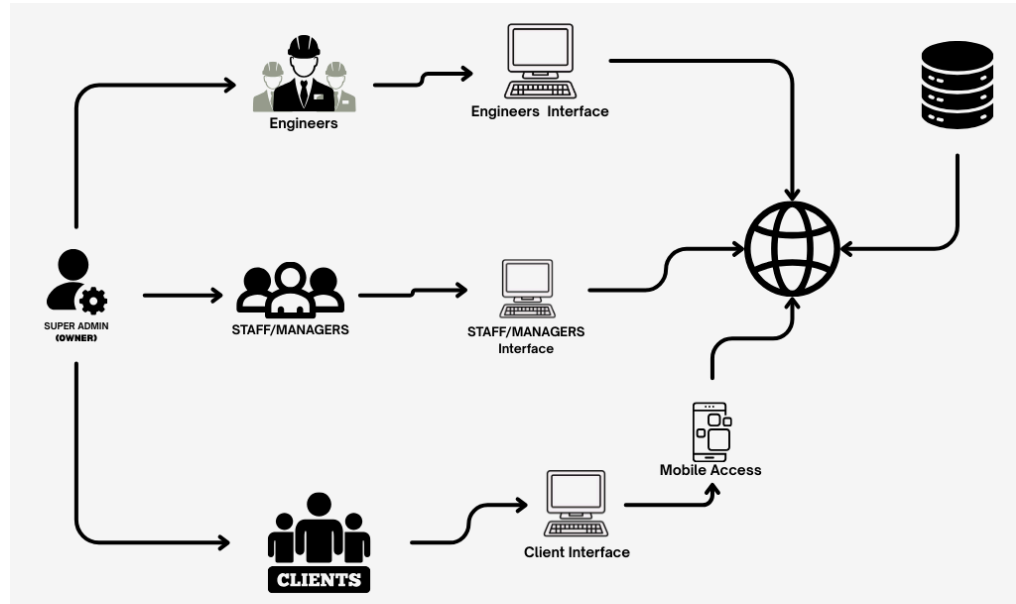 Engineers
Engineers Interface
SUPER ADMIN
(OWNER)
STAFF/MANAGERS
STAFF/MANAGERS
Interface
Mobile Access
Client Interface
CLIENTS